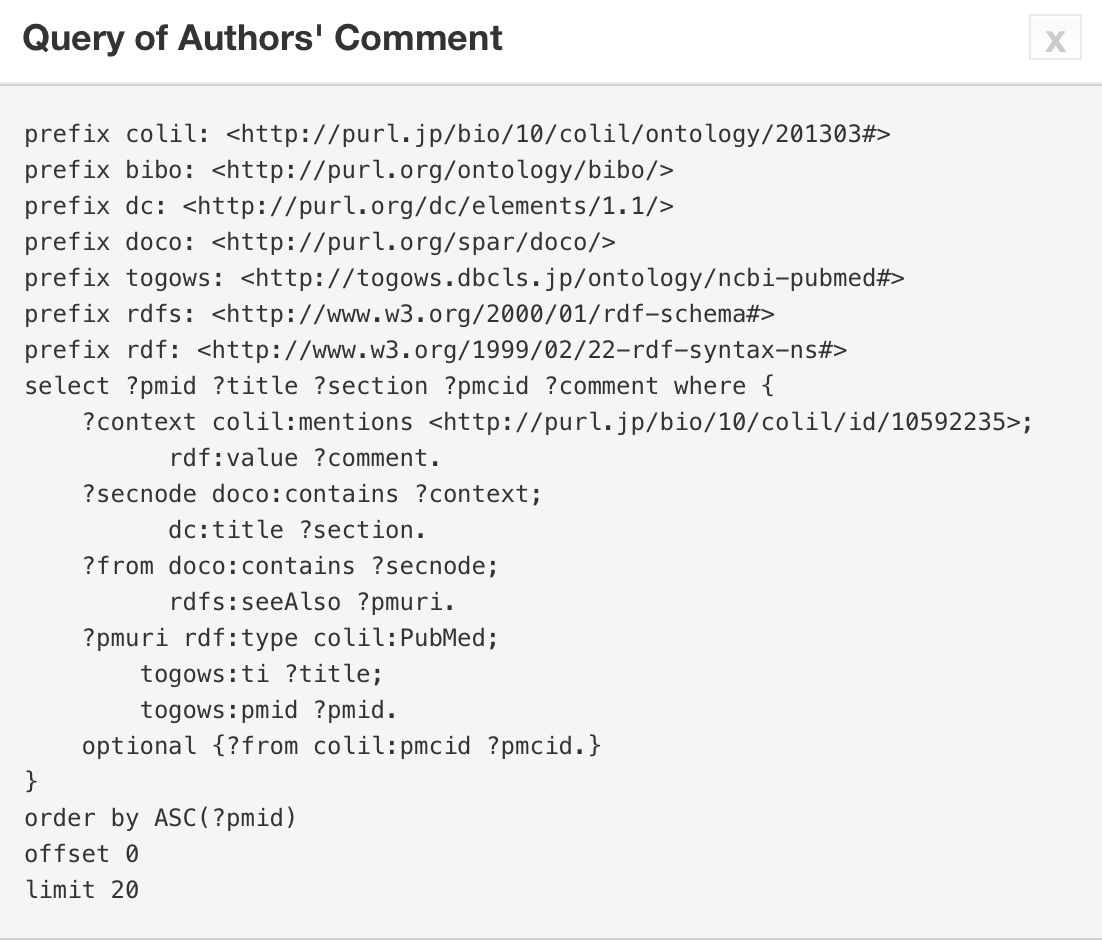 Query of Authors' Comment
x
prefix colil: <http://purl.jp/bio/10/colil/ontology/201303#>
prefix bibo: <http://purl.org/ontology/bibo/>
prefix dc: <http://purl.org/dc/elements/1.1/>
prefix doco: <http://purl.org/spar/doco/>
prefix togows: <http://togows.dbcls.jp/ontology/ncbi-pubmed#>
prefix rdfs: <http://www.w3.org/2000/01/rdf-schema#>
prefix rdf: <http://www.w3.org/1999/02/22-rdf-syntax-ns#>
select ?pmid ?title ?section ?pmcid ?comment where {
    ?context colil:mentions <http://purl.jp/bio/10/colil/id/10592235>;
          rdf:value ?comment.
    ?secnode doco:contains ?context;
          dc:title ?section.
    ?from doco:contains ?secnode;
          rdfs:seeAlso ?pmuri.
    ?pmuri rdf:type colil:PubMed;
        togows:ti ?title;
        togows:pmid ?pmid.
    optional {?from colil:pmcid ?pmcid.}
}
order by ASC(?pmid)
offset 0
limit 20